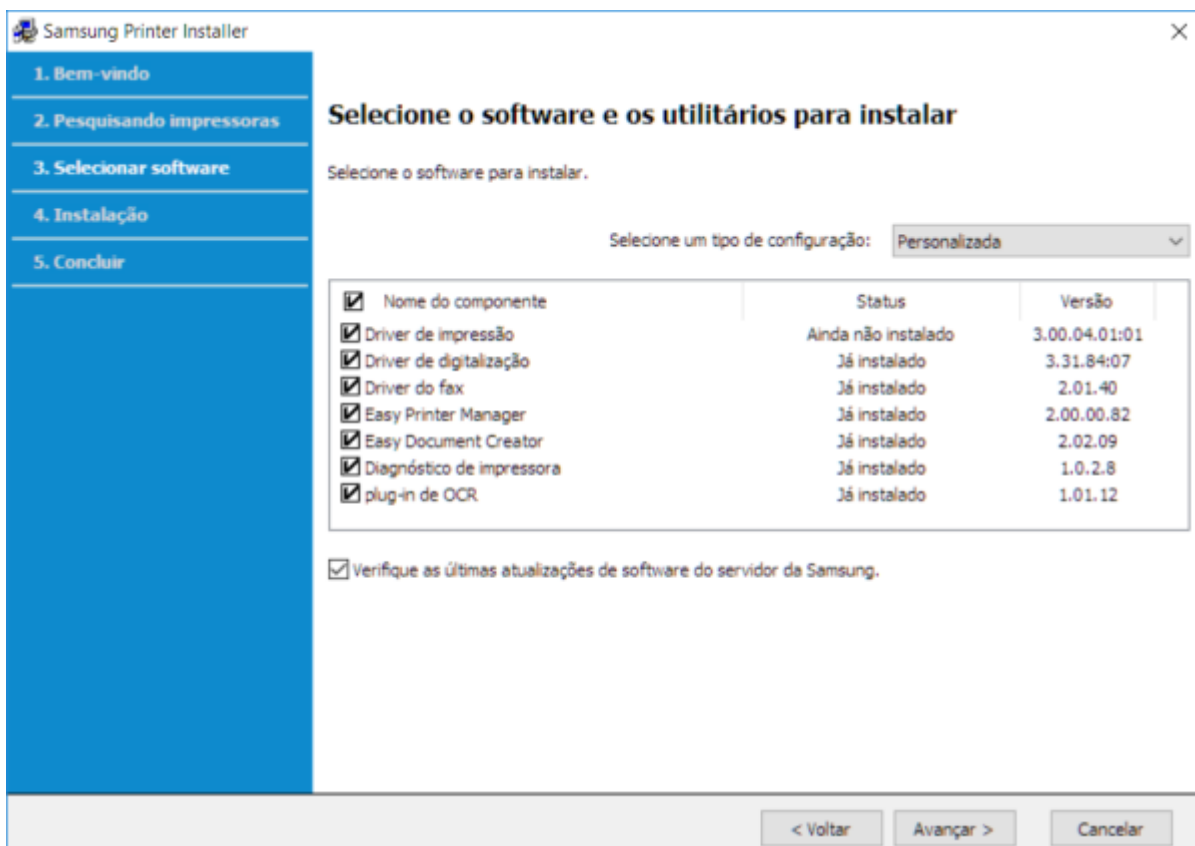 Samsung Printer Installer
1. Bem-vindo
2. Pesquisando impressoras
3. Selecionar software
4. Instalação
5. Concluir
Selecione o software e os utilitários para instalar
Selecione o software para instalar.
Selecione um tipo de configuração: Personalizada
Nome do componente Status Versão
Driver de impressão Ainda não instalado 3.00.04.01:01
Driver de digitalização Já instalado 3.31.84:07
Driver do fax Já instalado 2.01.40
Easy Printer Manager Já instalado 2.00.00.82
Easy Document Creator Já instalado 2.02.09
Diagnóstico de impressora Já instalado 1.0.2.8
plug-in de OCR Já instalado 1.01.12
Verifique as últimas atualizações de software do servidor da Samsung.
< Voltar Avançar > Cancelar